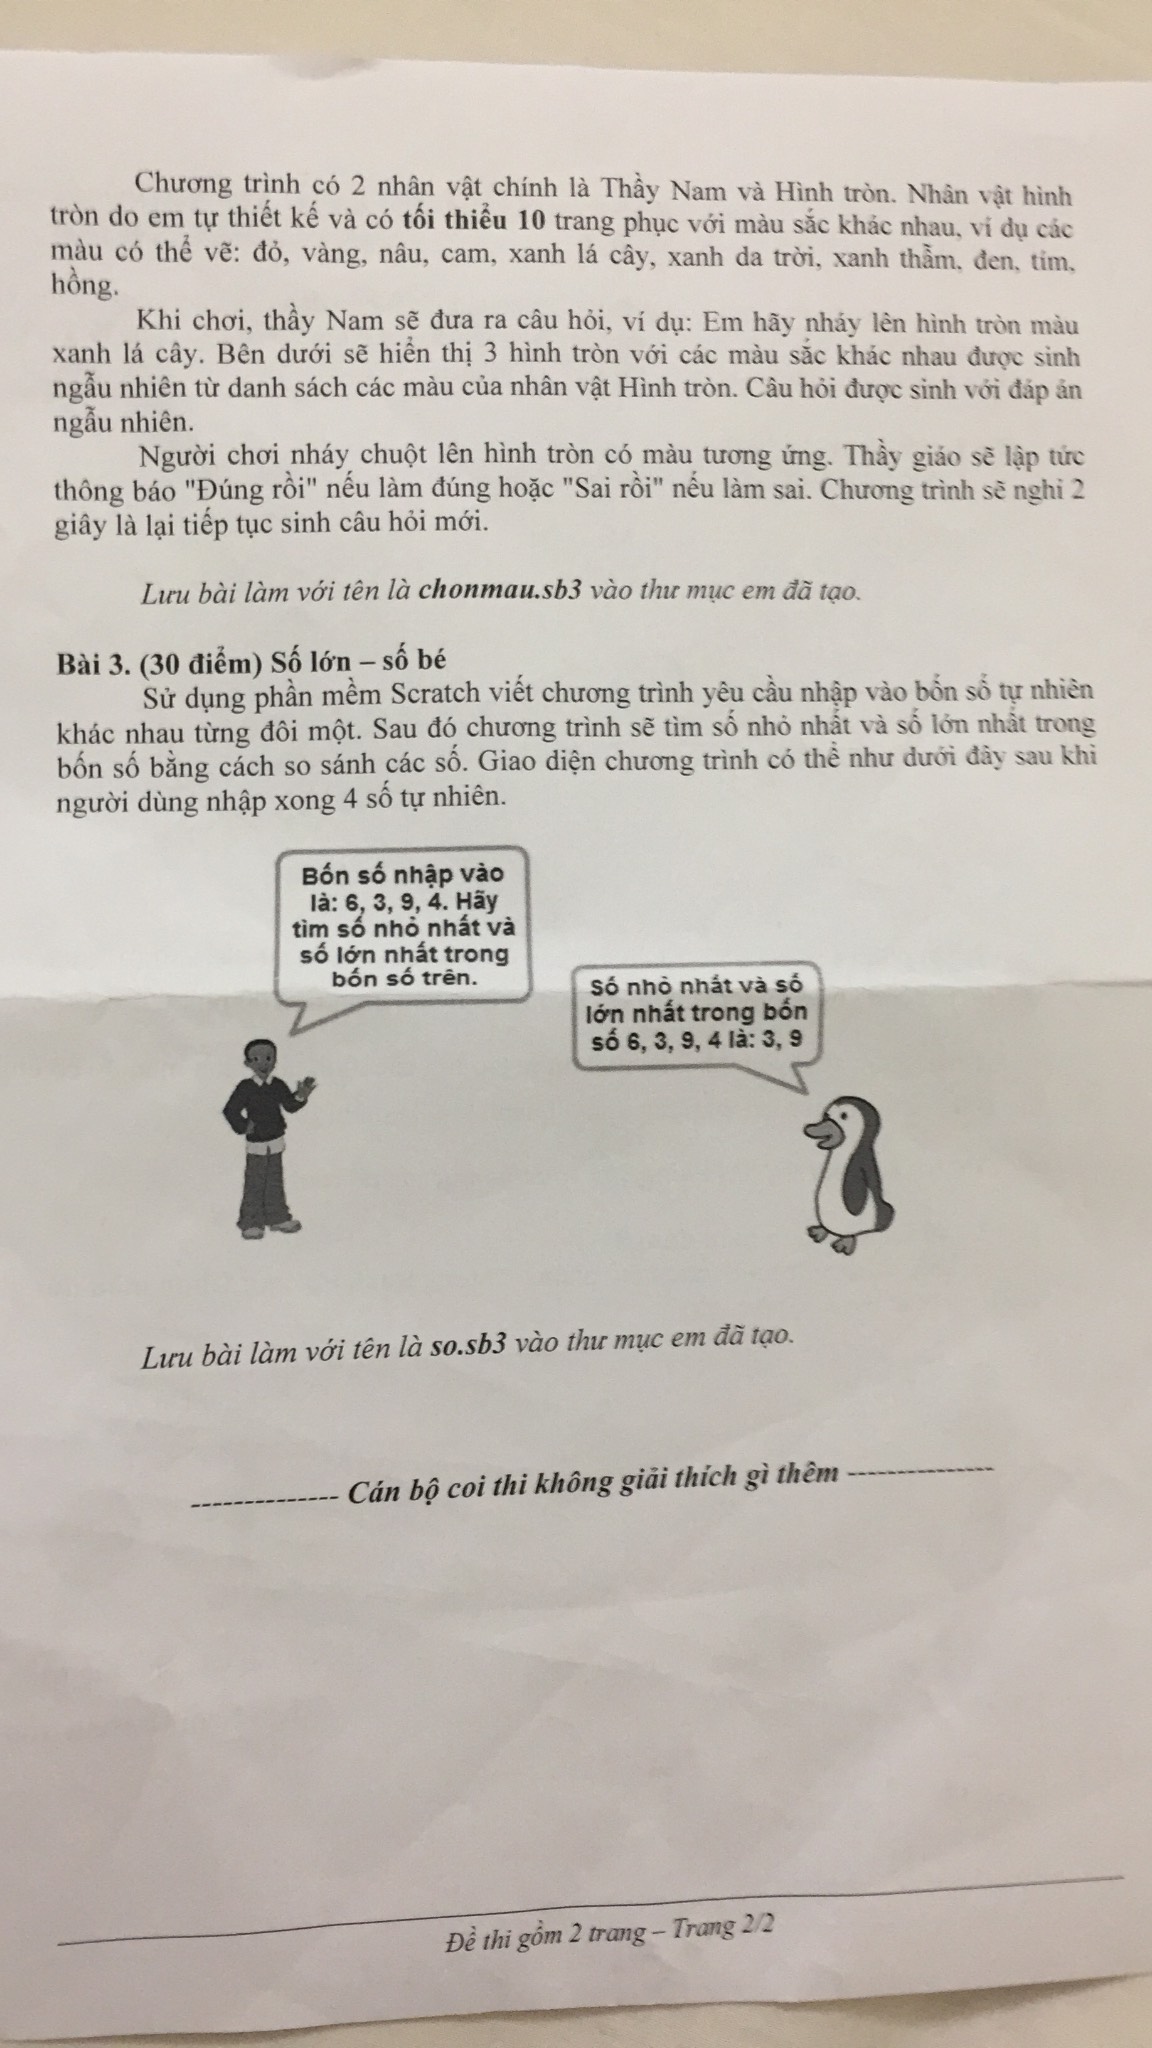 Chương trình có 2 nhân vật chính là Thầy Nam và Hình tròn. Nhân vật hình
tròn do em tự thiết kế và có tối thiểu 10 trang phục với màu sắc khác nhau, ví dụ các
màu có thể vẽ: đỏ, vàng, nâu, cam, xanh lá cây, xanh da trời, xanh thẫm, đen, tím,
hồng.
Khi chơi, thầy Nam sẽ đưa ra câu hỏi, ví dụ: Em hãy nháy lên hình tròn màu
xanh lá cây. Bên dưới sẽ hiển thị 3 hình tròn với các màu sắc khác nhau được sinh
ngẫu nhiên từ danh sách các màu của nhân vật Hình tròn. Câu hỏi được sinh với đáp án
ngẫu nhiên.
Người chơi nháy chuột lên hình tròn có màu tương ứng. Thầy giáo sẽ lập tức
thông báo "Đúng rồi" nếu làm đúng hoặc "Sai rồi" nếu làm sai. Chương trình sẽ nghỉ 2
giây là lại tiếp tục sinh câu hỏi mới.
Lưu bài làm với tên là chonmau.sb3 vào thư mục em đã tạo.
Bài 3. (30 điểm) Số lớn – số bé
Sử dụng phần mềm Scratch viết chương trình yêu cầu nhập vào bốn số tự nhiên
khác nhau từng đôi một. Sau đó chương trình sẽ tìm số nhỏ nhất và số lớn nhất trong
bốn số bằng cách so sánh các số. Giao diện chương trình có thể như dưới đây sau khi
người dùng nhập xong 4 số tự nhiên.
Bốn số nhập vào
là: 6, 3, 9, 4. Hãy
tìm số nhỏ nhất và
số lớn nhất trong
bốn số trên.
Số nhỏ nhất và số
lớn nhất trong bốn
số 6, 3, 9, 4 là: 3, 9
Lưu bài làm với tên là so.sb3 vào thư mục em đã tạo.
-------------- Cán bộ coi thi không giải thích gì thêm --------------
Đề thi gồm 2 trang – Trang 2/2